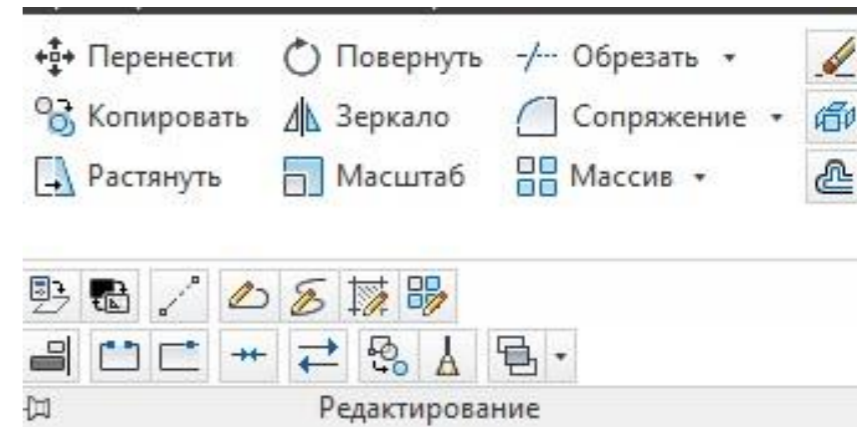 Перенести Повернуть Обрезать
Копировать Зеркало Сопряжение
Растянуть Масштаб Массив
Редактирование